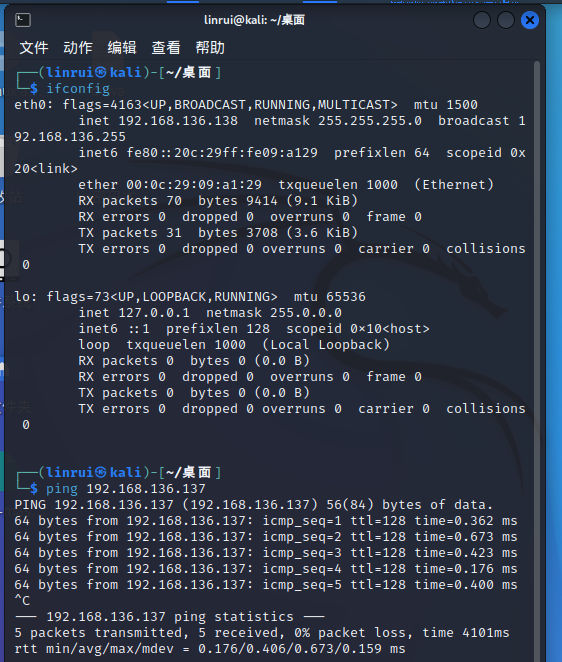 linrui@kali: ~/桌面
文件 动作 编辑 查看 帮助
┌──(linrui㉿kali)-[~/桌面]
└─$ ifconfig
eth0: flags=4163<UP,BROADCAST,RUNNING,MULTICAST>  mtu 1500
        inet 192.168.136.138  netmask 255.255.255.0  broadcast 1
92.168.136.255
        inet6 fe80::20c:29ff:fe09:a129  prefixlen 64  scopeid 0x
20<link>
        ether 00:0c:29:09:a1:29  txqueuelen 1000  (Ethernet)
        RX packets 70  bytes 9414 (9.1 KiB)
        RX errors 0  dropped 0  overruns 0  frame 0
        TX packets 31  bytes 3708 (3.6 KiB)
        TX errors 0  dropped 0 overruns 0  carrier 0  collisions
 0
lo: flags=73<UP,LOOPBACK,RUNNING>  mtu 65536
        inet 127.0.0.1  netmask 255.0.0.0
        inet6 ::1  prefixlen 128  scopeid 0x10<host>
        loop  txqueuelen 1000  (Local Loopback)
        RX packets 0  bytes 0 (0.0 B)
        RX errors 0  dropped 0  overruns 0  frame 0
        TX packets 0  bytes 0 (0.0 B)
        TX errors 0  dropped 0 overruns 0  carrier 0  collisions
 0
┌──(linrui㉿kali)-[~/桌面]
└─$ ping 192.168.136.137
PING 192.168.136.137 (192.168.136.137) 56(84) bytes of data.
64 bytes from 192.168.136.137: icmp_seq=1 ttl=128 time=0.362 ms
64 bytes from 192.168.136.137: icmp_seq=2 ttl=128 time=0.673 ms
64 bytes from 192.168.136.137: icmp_seq=3 ttl=128 time=0.423 ms
64 bytes from 192.168.136.137: icmp_seq=4 ttl=128 time=0.176 ms
64 bytes from 192.168.136.137: icmp_seq=5 ttl=128 time=0.400 ms
^C
--- 192.168.136.137 ping statistics ---
5 packets transmitted, 5 received, 0% packet loss, time 4101ms
rtt min/avg/max/mdev = 0.176/0.406/0.673/0.159 ms